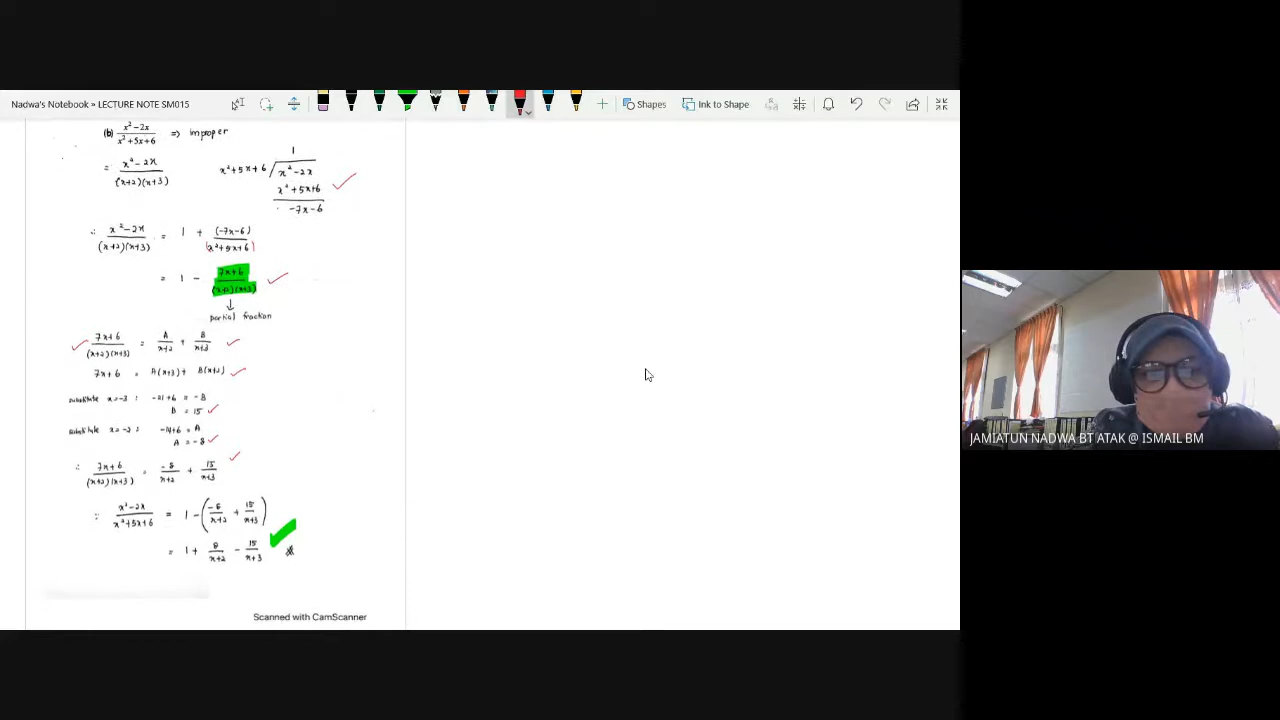 Nadwa's Notebook » LECTURE NOTE SM015
Shapes
Ink to Shape
(b) x²-2x / x²+5x+6 ⇒ Improper
= x²-2x / (x+2)(x+3)
1
x²+5x+6 x²-2x
x²+5x+6
-7x-6
∴ x²-2x / (x+2)(x+3) = 1 + (-7x-6) / (x²+5x+6)
= 1 - 7x+6 / (x+2)(x+3)
↓
partial fraction
7x+6 / (x+2)(x+3) = A / x+2 + B / x+3
7x+6 = A(x+3) + B(x+2)
substitute x=-3 : -21+6 = -B
B = 15
substitute x=-2 : -14+6 = A
A = -8
∴ 7x+6 / (x+2)(x+3) = -8 / x+2 + 15 / x+3
∴ x²-2x / x²+5x+6 = 1 - (-8 / x+2 + 15 / x+3)
= 1 + 8 / x+2 - 15 / x+3
Scanned with CamScanner
JAMIATUN NADWA BT ATAK @ ISMAIL BM